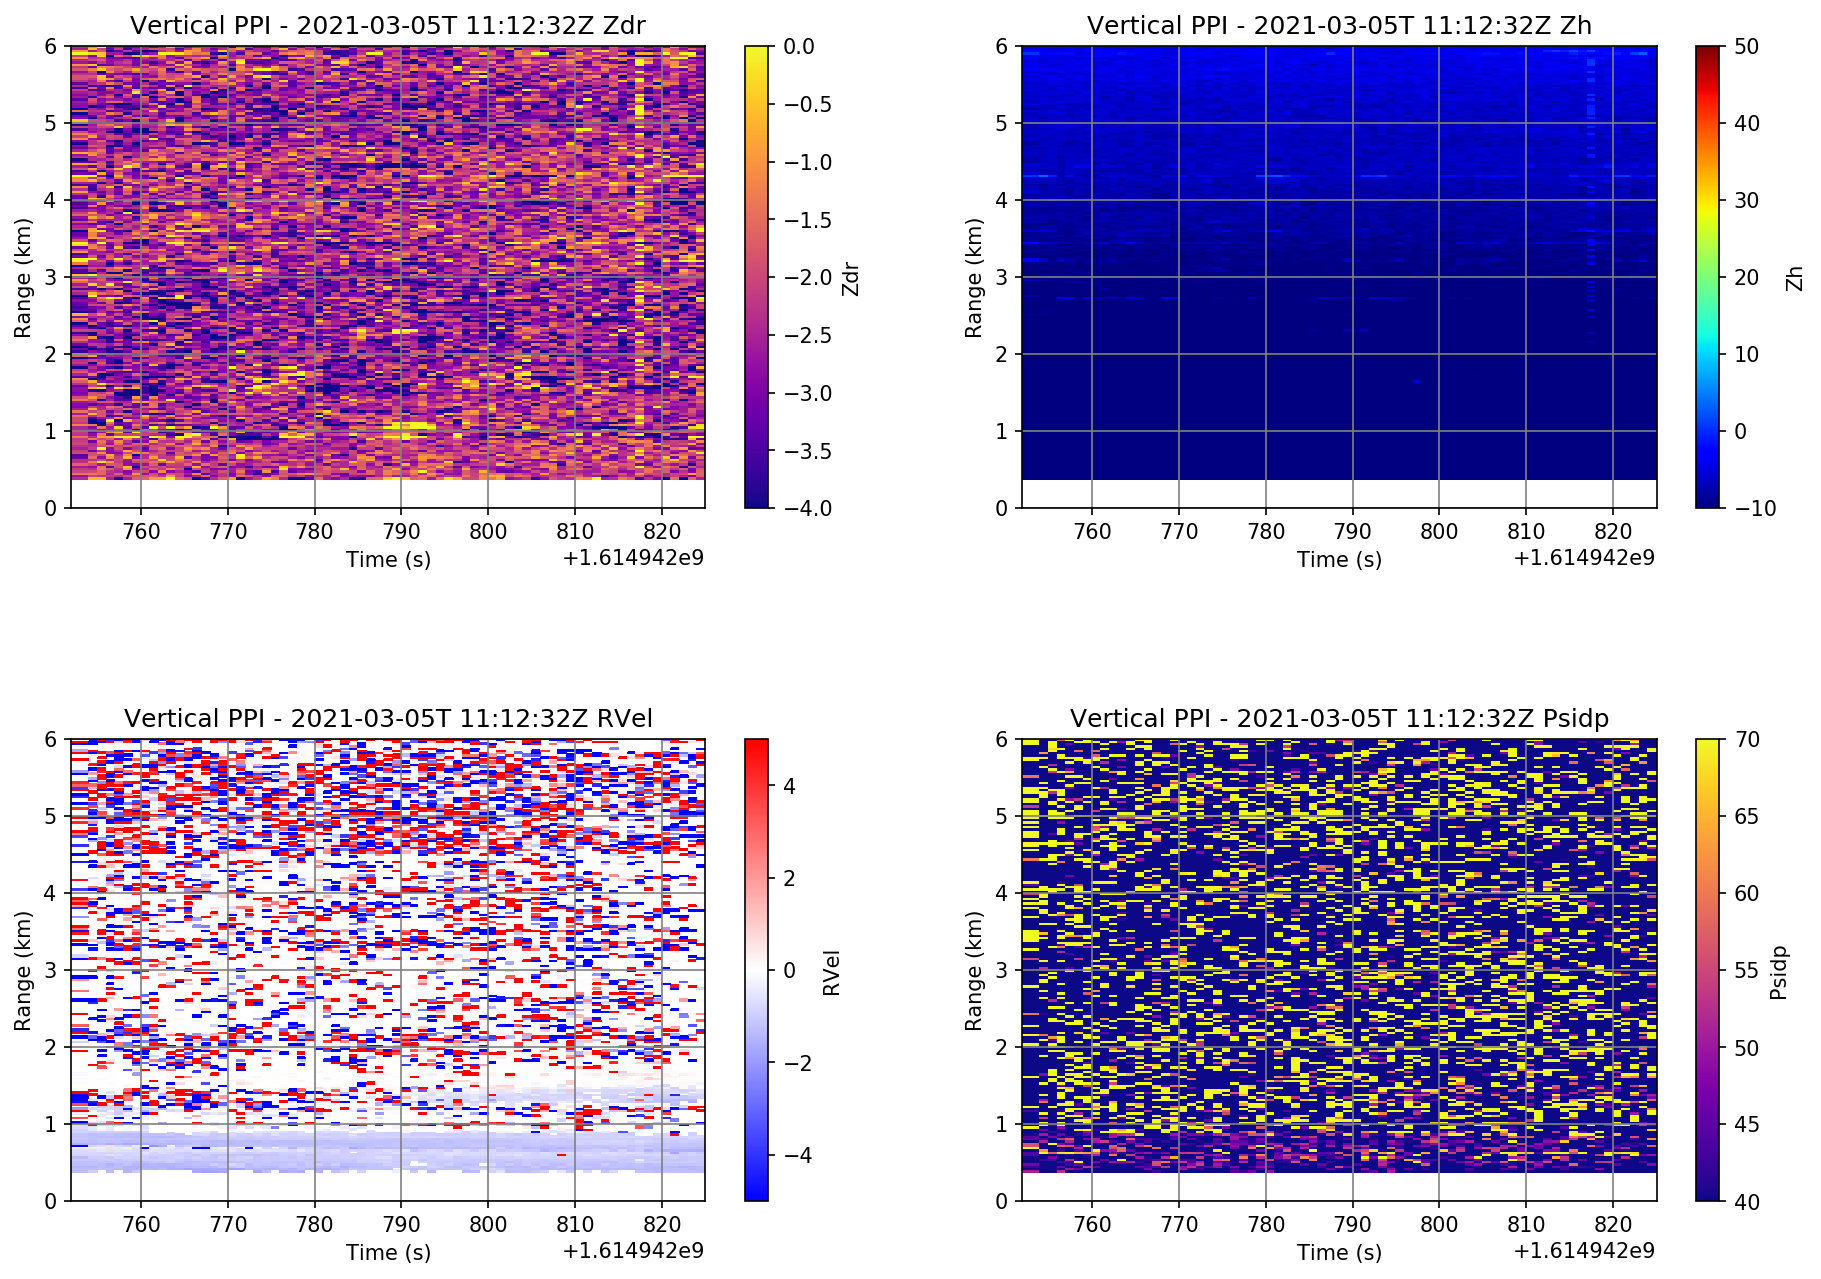 Vertical PPI - 2021-03-05T 11:12:32Z Zdr
6
5
4
3
2
1
0
Range (km)
760 770 780 790 800 810 820
Time (s)
+1.614942e9
0.0
−0.5
−1.0
−1.5
−2.0
−2.5
−3.0
−3.5
−4.0
Zdr
Vertical PPI - 2021-03-05T 11:12:32Z Zh
6
5
4
3
2
1
0
Range (km)
760 770 780 790 800 810 820
Time (s)
+1.614942e9
50
40
30
20
10
0
−10
Zh
Vertical PPI - 2021-03-05T 11:12:32Z RVel
6
5
4
3
2
1
0
Range (km)
760 770 780 790 800 810 820
Time (s)
+1.614942e9
4
2
0
−2
−4
RVel
Vertical PPI - 2021-03-05T 11:12:32Z Psidp
6
5
4
3
2
1
0
Range (km)
760 770 780 790 800 810 820
Time (s)
+1.614942e9
70
65
60
55
50
45
40
Psidp